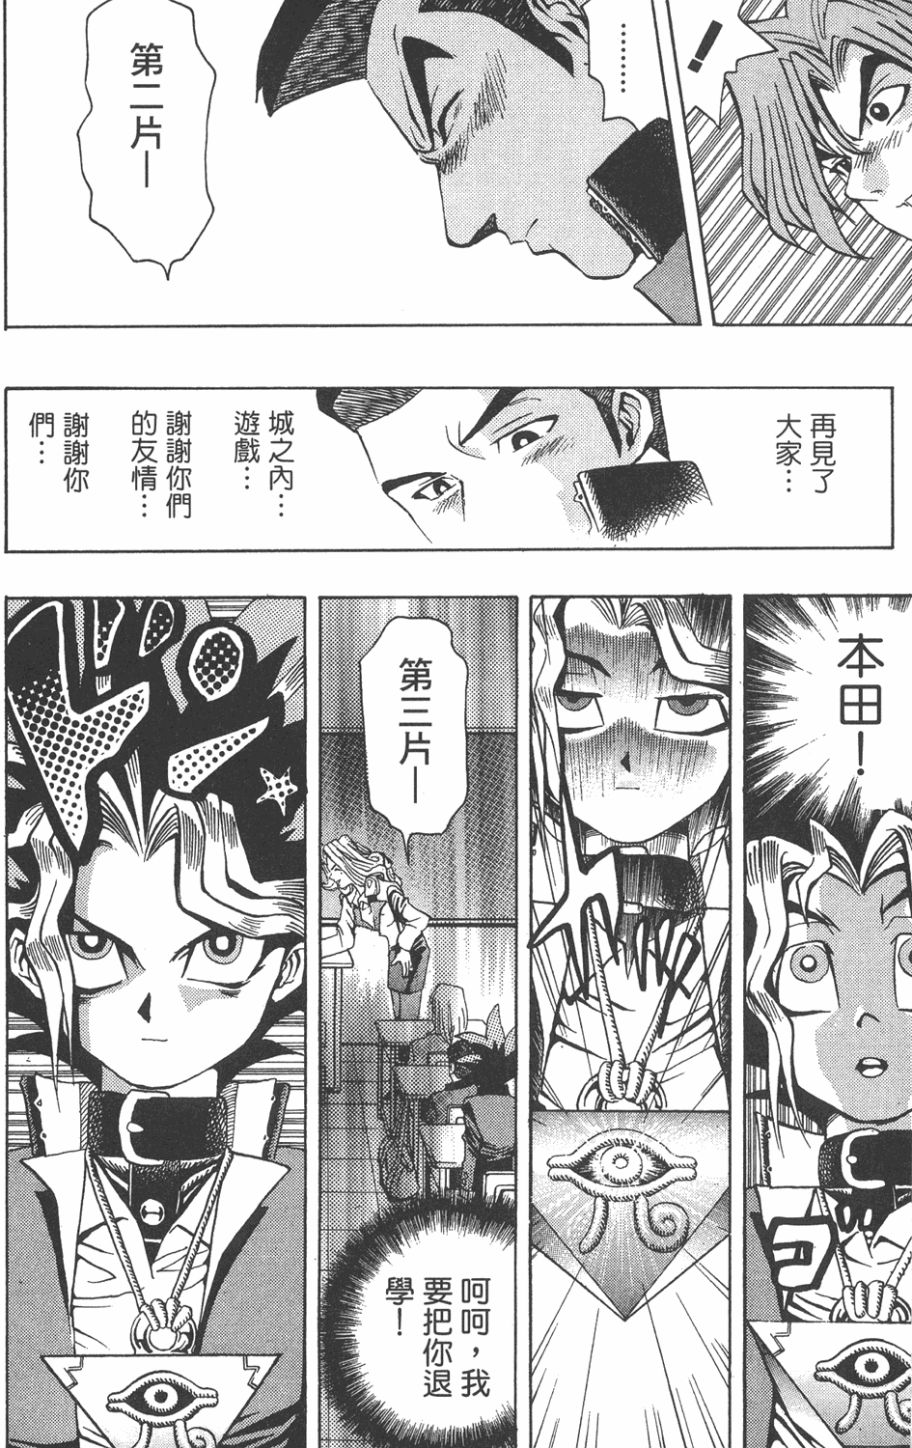 ！
………
第二片—
再見了
大家…
城之內…
遊戲…
謝謝你們
的友情…
謝謝你
們…
本田！
第三片—
呵呵，我
要把你退
學！